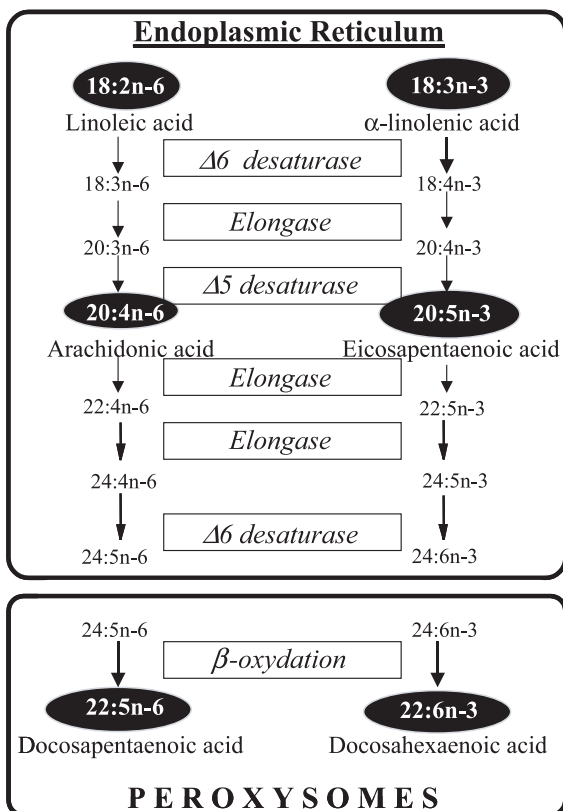 Endoplasmic Reticulum
18:2n-6 18:3n-3
Linoleic acid α-linolenic acid
Δ6 desaturase
18:3n-6 18:4n-3
Elongase
20:3n-6 20:4n-3
Δ5 desaturase
20:4n-6 20:5n-3
Arachidonic acid Eicosapentaenoic acid
Elongase
22:4n-6 22:5n-3
Elongase
24:4n-6 24:5n-3
Δ6 desaturase
24:5n-6 24:6n-3
24:5n-6 24:6n-3
β-oxydation
22:5n-6 22:6n-3
Docosapentaenoic acid Docosahexaenoic acid
PEROXYSOMES